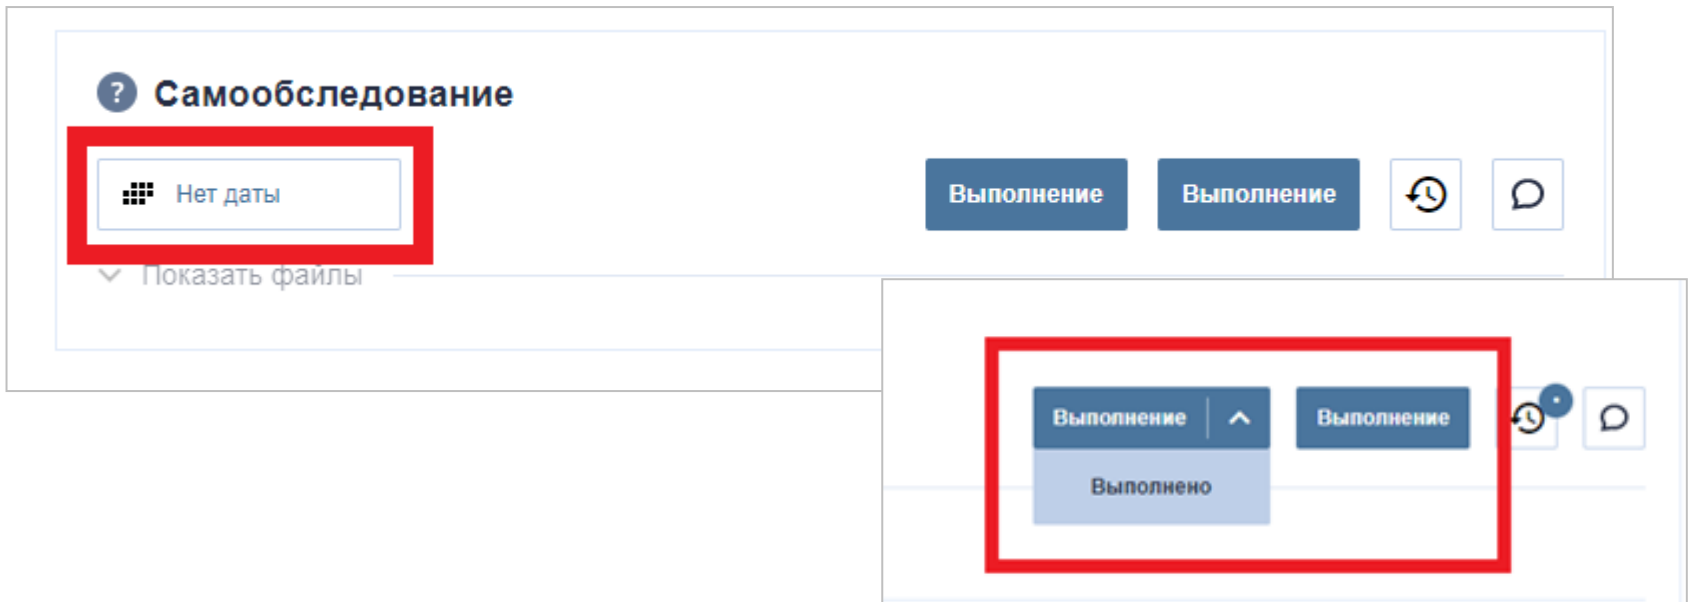 ? Самообследование
Нет даты
Выполнение Выполнение
Показать файлы
Выполнение Выполнение
Выполнено